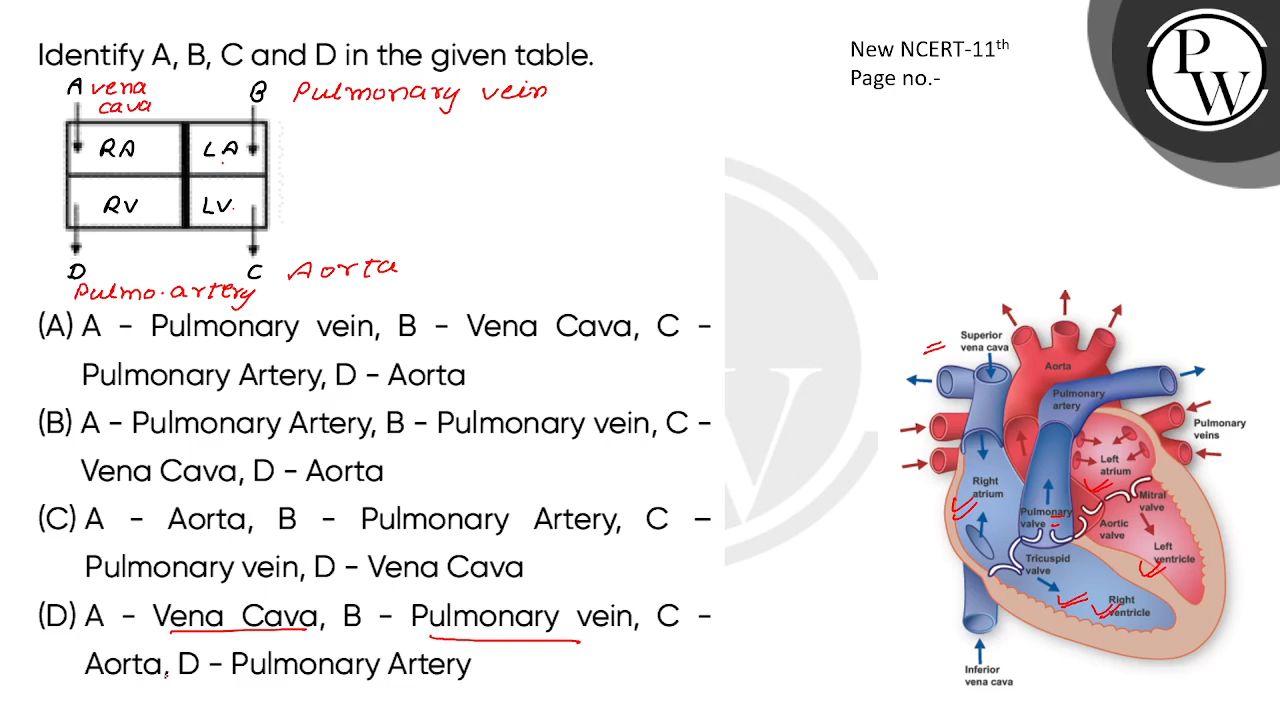 Identify A, B, C and D in the given table.
New NCERT-11th
Page no.-
P
W
A vena
cava
B Pulmonary vein
RA LA
RV LV
D C Aorta
Pulmo. artery
(A) A - Pulmonary vein, B - Vena Cava, C -
Pulmonary Artery, D - Aorta
(B) A - Pulmonary Artery, B - Pulmonary vein, C -
Vena Cava, D - Aorta
(C) A - Aorta, B - Pulmonary Artery, C –
Pulmonary vein, D - Vena Cava
(D) A - Vena Cava, B - Pulmonary vein, C -
Aorta, D - Pulmonary Artery
Superior
vena cava
Aorta
Pulmonary
artery
Pulmonary
veins
Left
atrium
Right
atrium
Mitral
valve
Pulmonary
valve
Aortic
valve
Left
ventricle
Tricuspid
valve
Right
ventricle
Inferior
vena cava